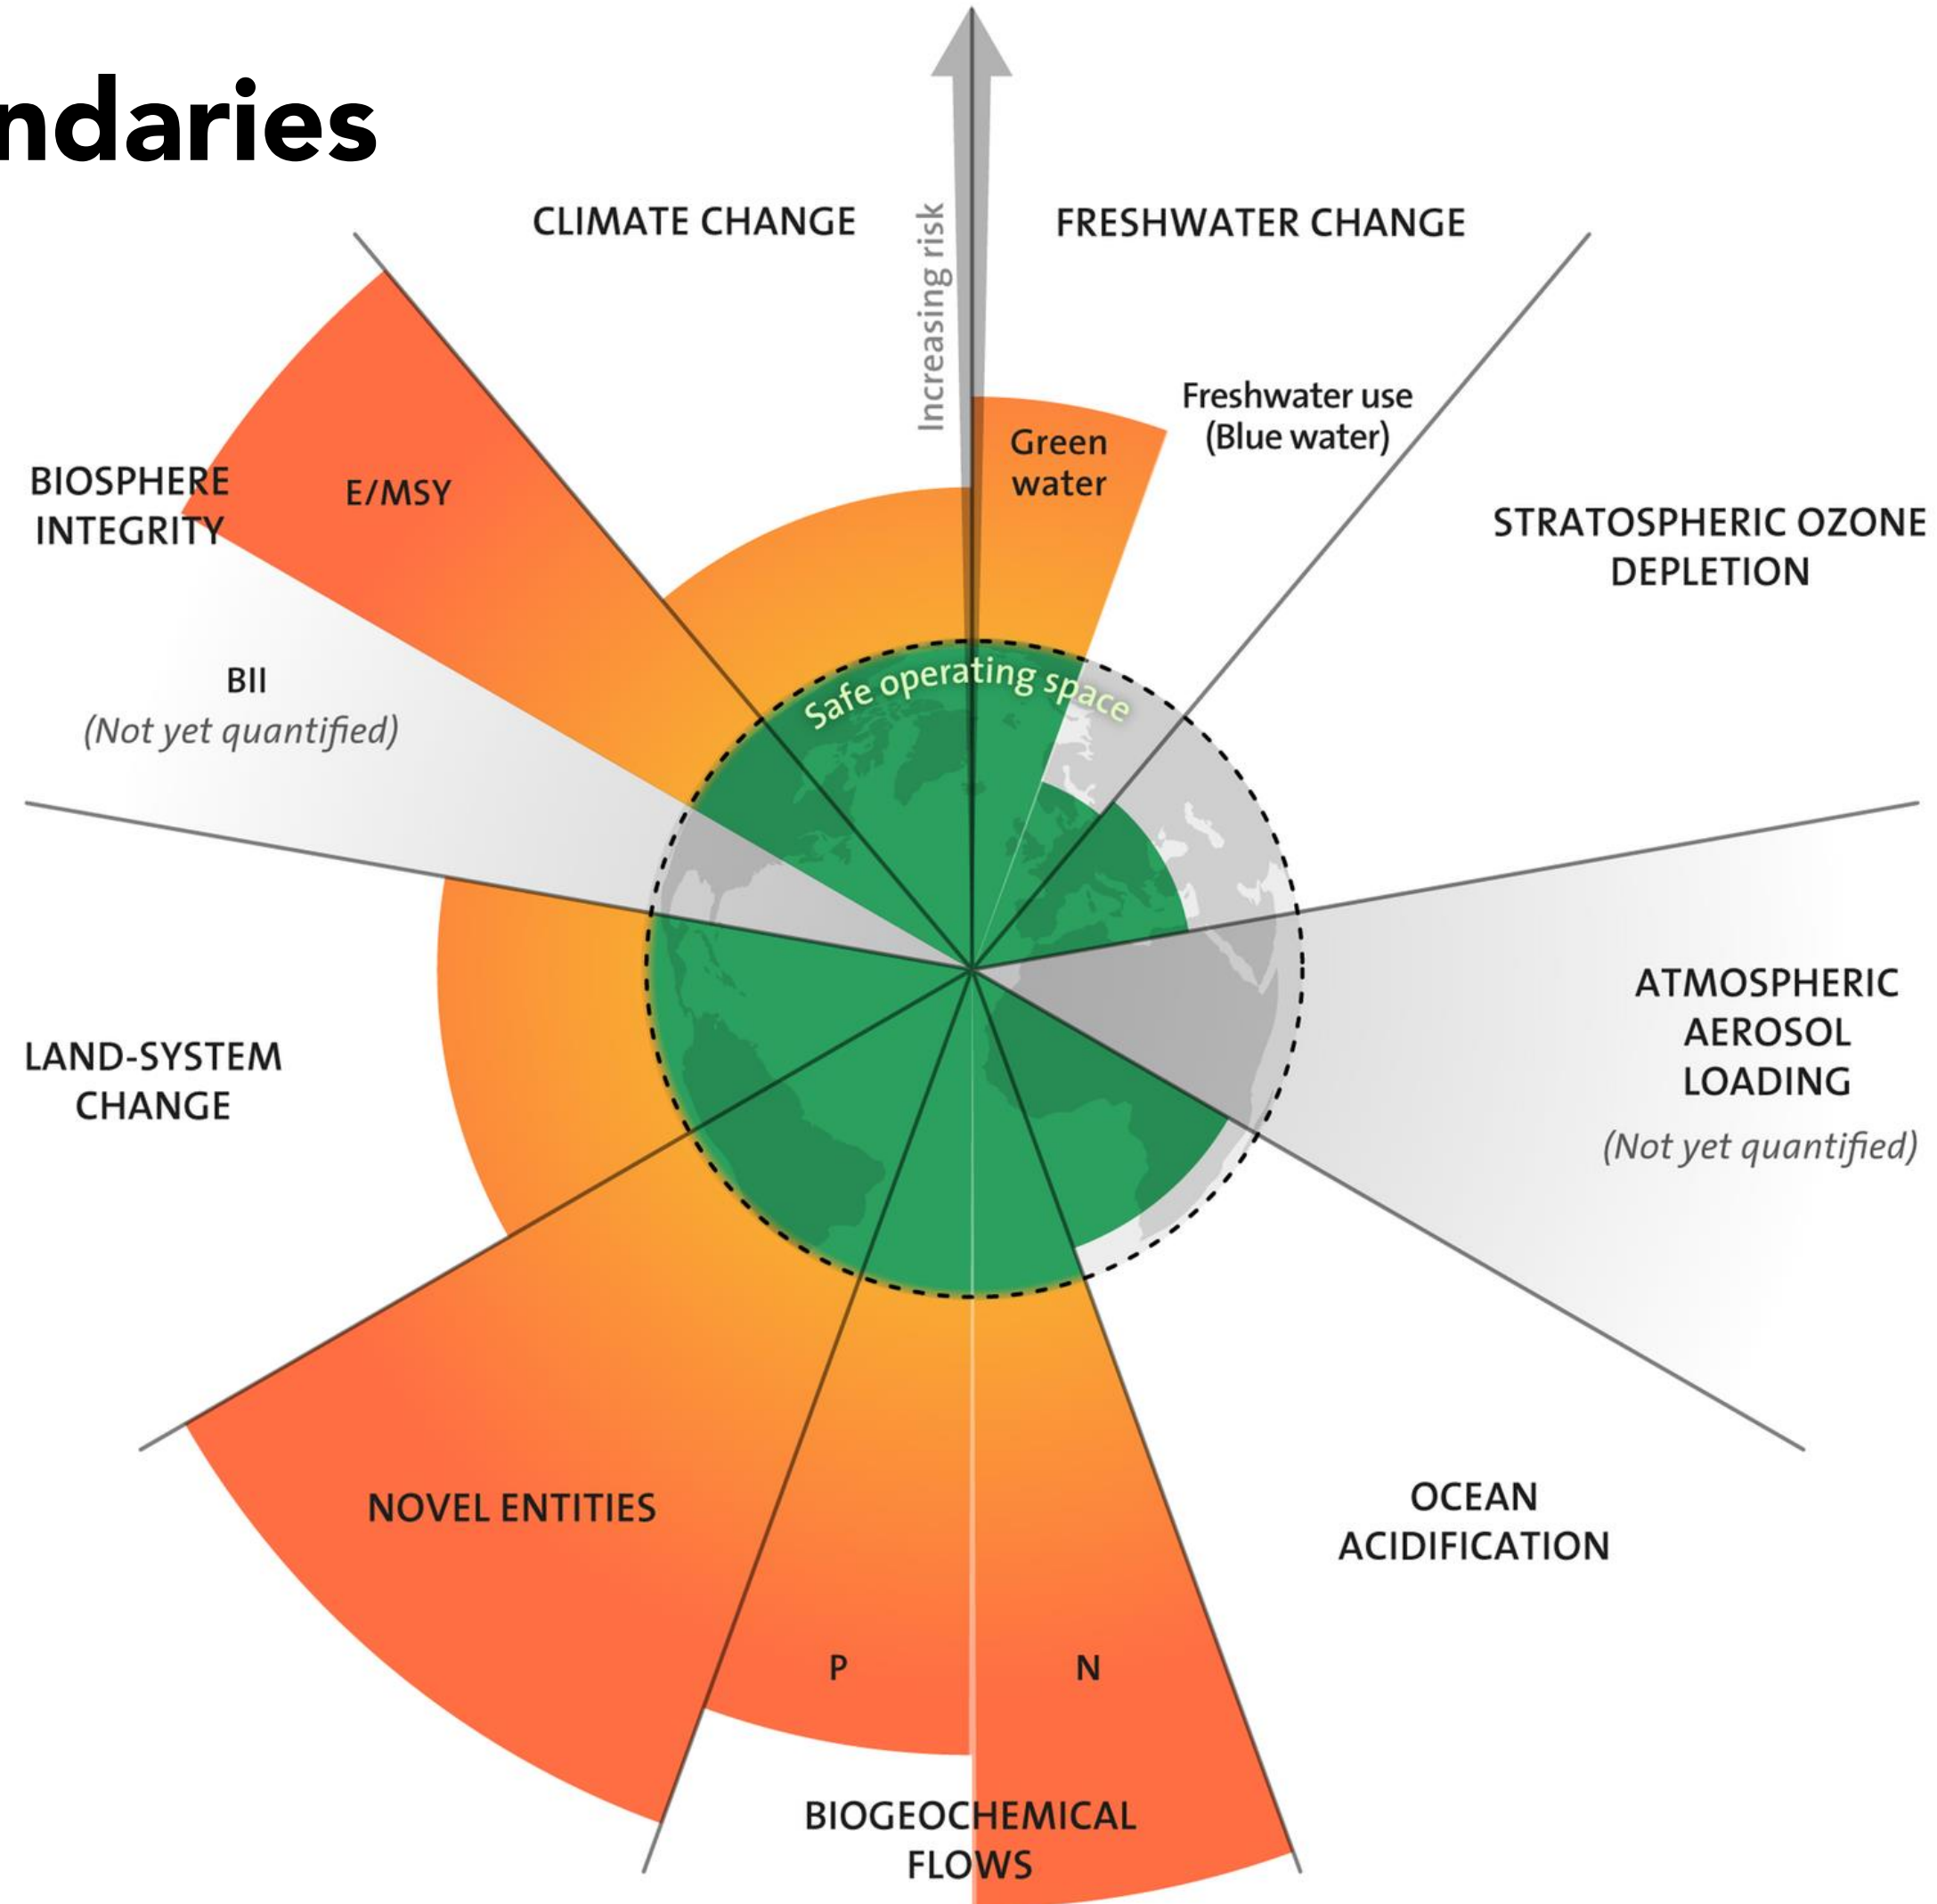 ndaries
CLIMATE CHANGE
Increasing risk
FRESHWATER CHANGE
Green
water
Freshwater use
(Blue water)
BIOSPHERE
INTEGRITY
E/MSY
STRATOSPHERIC OZONE
DEPLETION
BII
(Not yet quantified)
Safe operating space
ATMOSPHERIC
AEROSOL
LOADING
(Not yet quantified)
LAND-SYSTEM
CHANGE
NOVEL ENTITIES
OCEAN
ACIDIFICATION
P
N
BIOGEOCHEMICAL
FLOWS